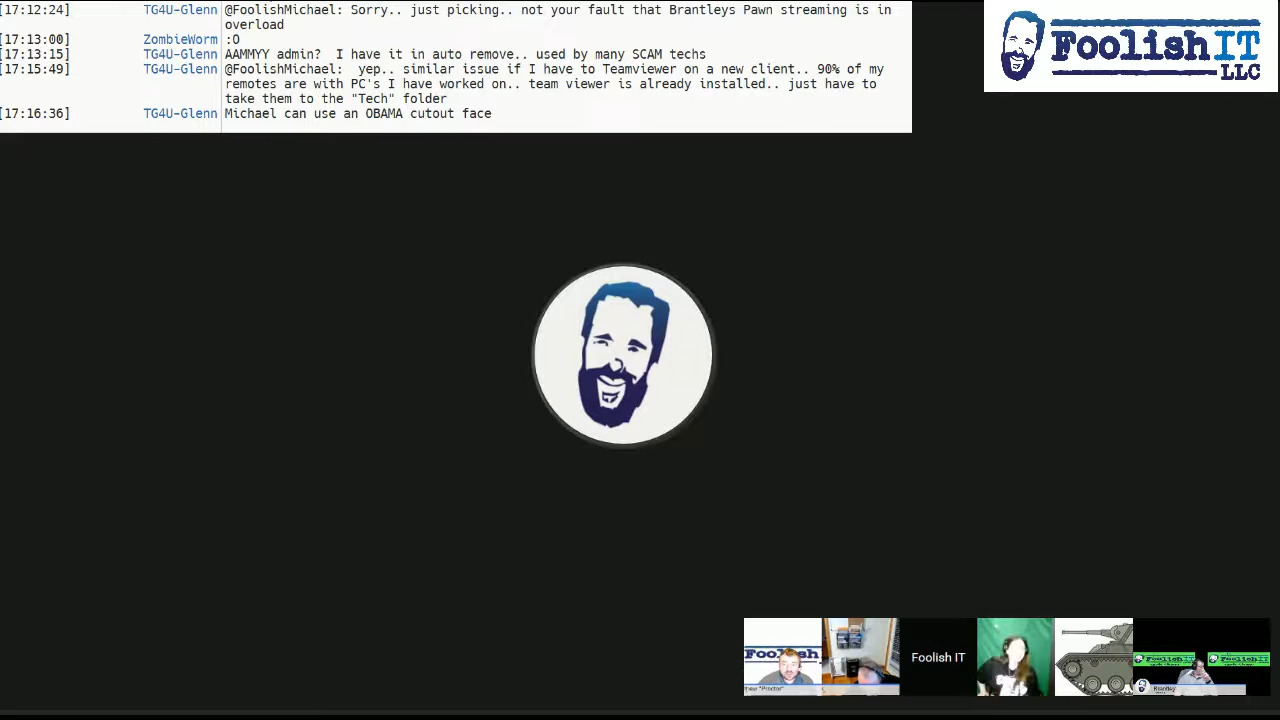 [17:12:24] TG4U-Glenn @FoolishMichael: Sorry.. just picking.. not your fault that Brantleys Pawn streaming is in
overload
[17:13:00] ZombieWorm :O
[17:13:15] TG4U-Glenn AAMMYY admin? I have it in auto remove.. used by many SCAM techs
[17:15:49] TG4U-Glenn @FoolishMichael: yep.. similar issue if I have to Teamviewer on a new client.. 90% of my
remotes are with PC's I have worked on.. team viewer is already installed.. just have to
take them to the "Tech" folder
[17:16:36] TG4U-Glenn Michael can use an OBAMA cutout face
FoolishIT
LLC
Foolish
"Proctor"
Foolish IT
FoolishIT
FoolishIT
Brantley